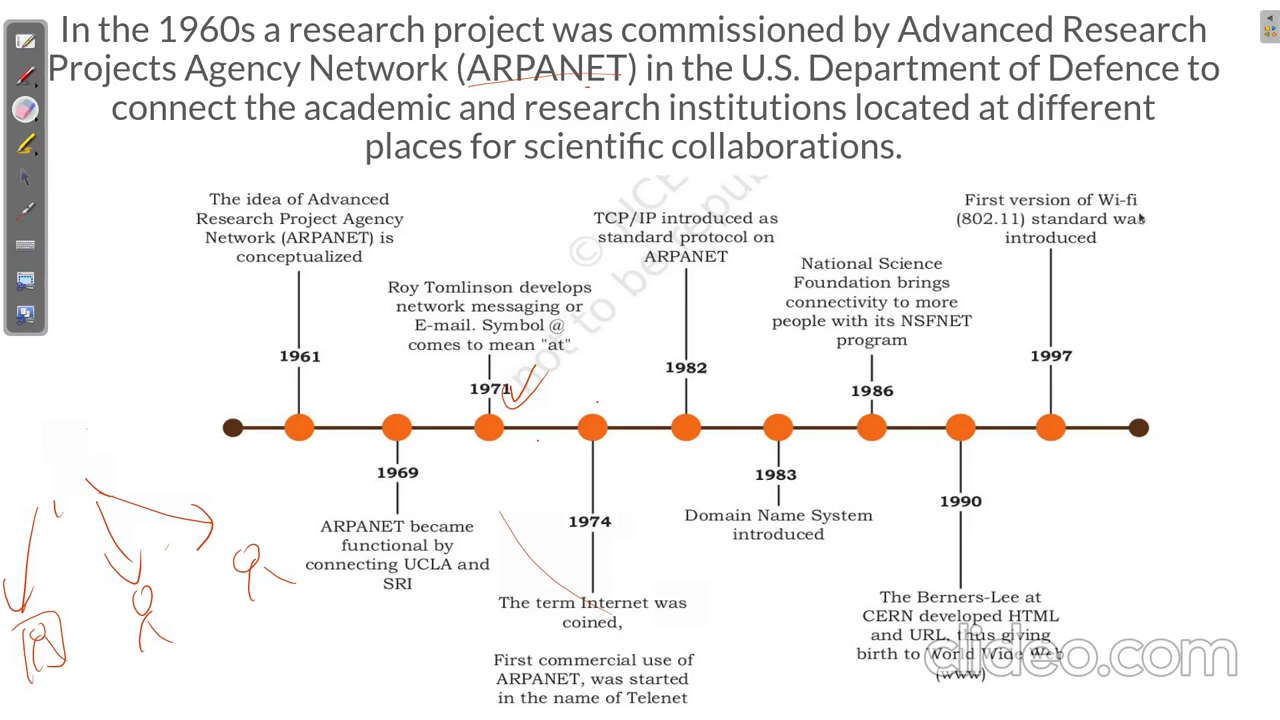 In the 1960s a research project was commissioned by Advanced Research
Projects Agency Network (ARPANET) in the U.S. Department of Defence to
connect the academic and research institutions located at different
places for scientific collaborations.
The idea of Advanced
Research Project Agency
Network (ARPANET) is
conceptualized
1961
ARPANET became
functional by
connecting UCLA and
SRI
1969
Roy Tomlinson develops
network messaging or
E-mail. Symbol @
comes to mean "at"
1971
1974
The term Internet was
coined,
First commercial use of
ARPANET, was started
in the name of Telenet
TCP/IP introduced as
standard protocol on
ARPANET
1982
1983
Domain Name System
introduced
National Science
Foundation brings
connectivity to more
people with its NSFNET
program
1986
1990
The Berners-Lee at
CERN developed HTML
and URL, thus giving
birth to World Wide Web
(www)
First version of Wi-fi
(802.11) standard was
introduced
1997
not to be repub
clideo.com